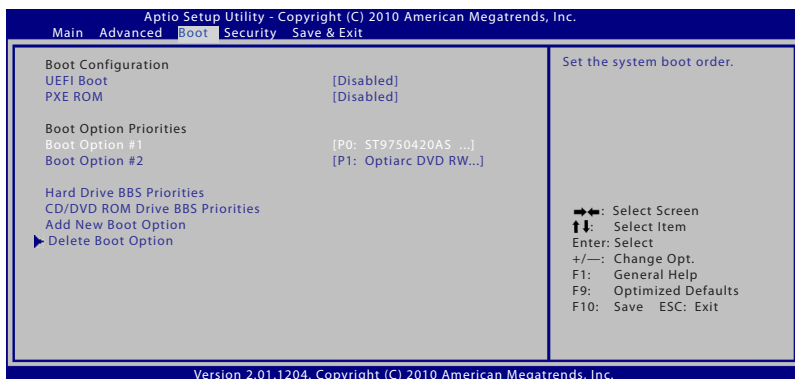 Aptio Setup Utility - Copyright (C) 2010 American Megatrends, Inc.
Main Advanced Boot Security Save & Exit
Boot Configuration
UEFI Boot [Disabled]
PXE ROM [Disabled]
Boot Option Priorities
Boot Option #1 [P0: ST9750420AS ...]
Boot Option #2 [P1: Optiarc DVD RW...]
Hard Drive BBS Priorities
CD/DVD ROM Drive BBS Priorities
Add New Boot Option
Delete Boot Option
Set the system boot order.
→←: Select Screen
↑↓: Select Item
Enter: Select
+/—: Change Opt.
F1: General Help
F9: Optimized Defaults
F10: Save ESC: Exit
Version 2.01.1204. Copyright (C) 2010 American Megatrends, Inc.